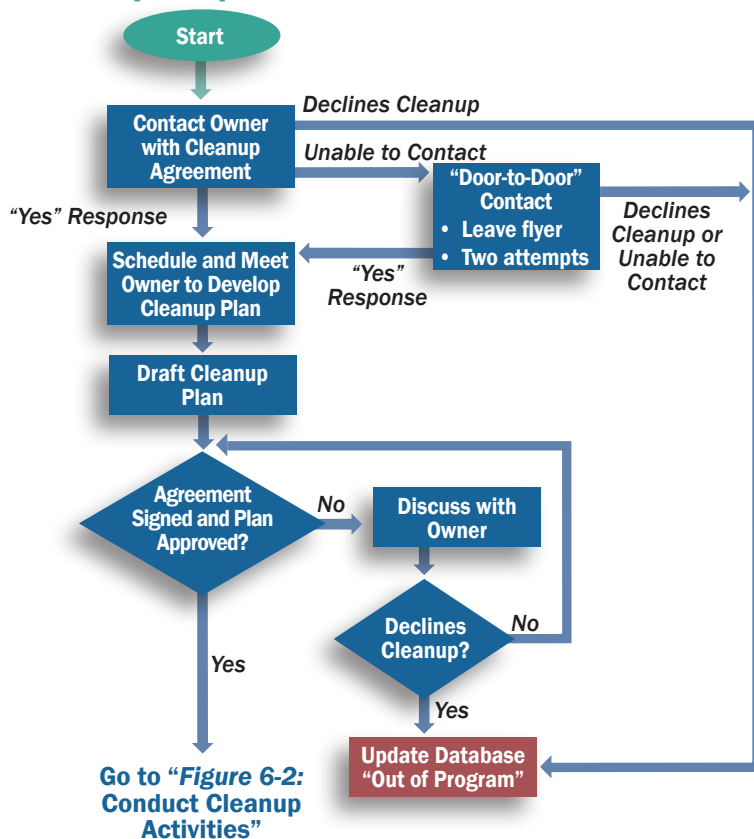 Start
Declines Cleanup
Contact Owner
with Cleanup
Agreement
Unable to Contact
"Door-to-Door"
Contact
• Leave flyer
• Two attempts
"Yes" Response
Declines
Cleanup or
Unable to
Contact
Schedule and Meet
Owner to Develop
Cleanup Plan
"Yes"
Response
Draft Cleanup
Plan
Agreement
Signed and Plan
Approved?
No
Discuss with
Owner
Declines
Cleanup?
No
Yes
Yes
Update Database
"Out of Program"
Go to "Figure 6-2:
Conduct Cleanup
Activities"